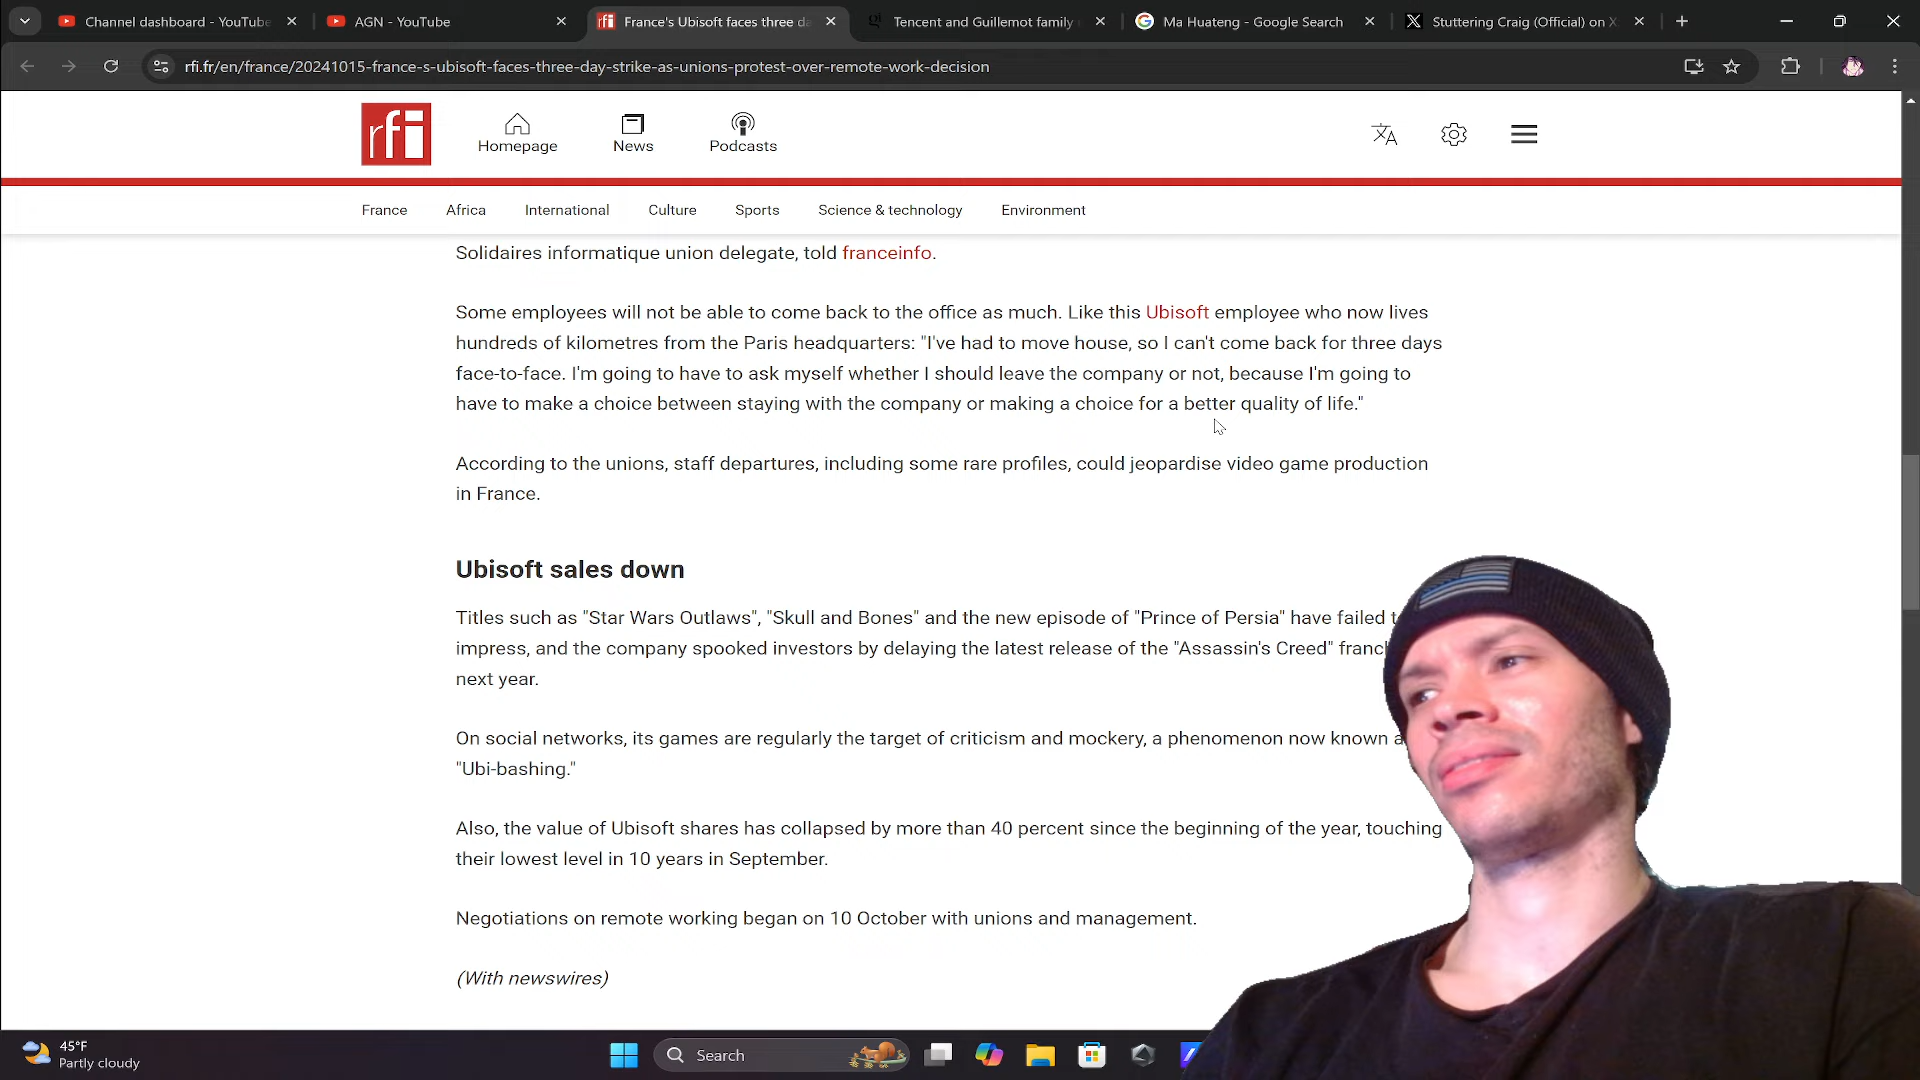 Channel dashboard - YouTube
AGN - YouTube
France's Ubisoft faces three da
Tencent and Guillemot family
Ma Huateng - Google Search
Stuttering Craig (Official) on X
rfi.fr/en/france/20241015-france-s-ubisoft-faces-three-day-strike-as-unions-protest-over-remote-work-decision
rfi
Homepage
News
Podcasts
France
Africa
International
Culture
Sports
Science & technology
Environment
Solidaires informatique union delegate, told franceinfo.
Some employees will not be able to come back to the office as much. Like this Ubisoft employee who now lives
hundreds of kilometres from the Paris headquarters: "I've had to move house, so I can't come back for three days
face-to-face. I'm going to have to ask myself whether I should leave the company or not, because I'm going to
have to make a choice between staying with the company or making a choice for a better quality of life."
According to the unions, staff departures, including some rare profiles, could jeopardise video game production
in France.
Ubisoft sales down
Titles such as "Star Wars Outlaws", "Skull and Bones" and the new episode of "Prince of Persia" have failed
impress, and the company spooked investors by delaying the latest release of the "Assassin's Creed"
next year.
On social networks, its games are regularly the target of criticism and mockery, a phenomenon now known
"Ubi-bashing."
Also, the value of Ubisoft shares has collapsed by more than 40 percent since the beginning of the year, touching
their lowest level in 10 years in September.
Negotiations on remote working began on 10 October with unions and management.
(With newswires)
45°F
Partly cloudy
Search